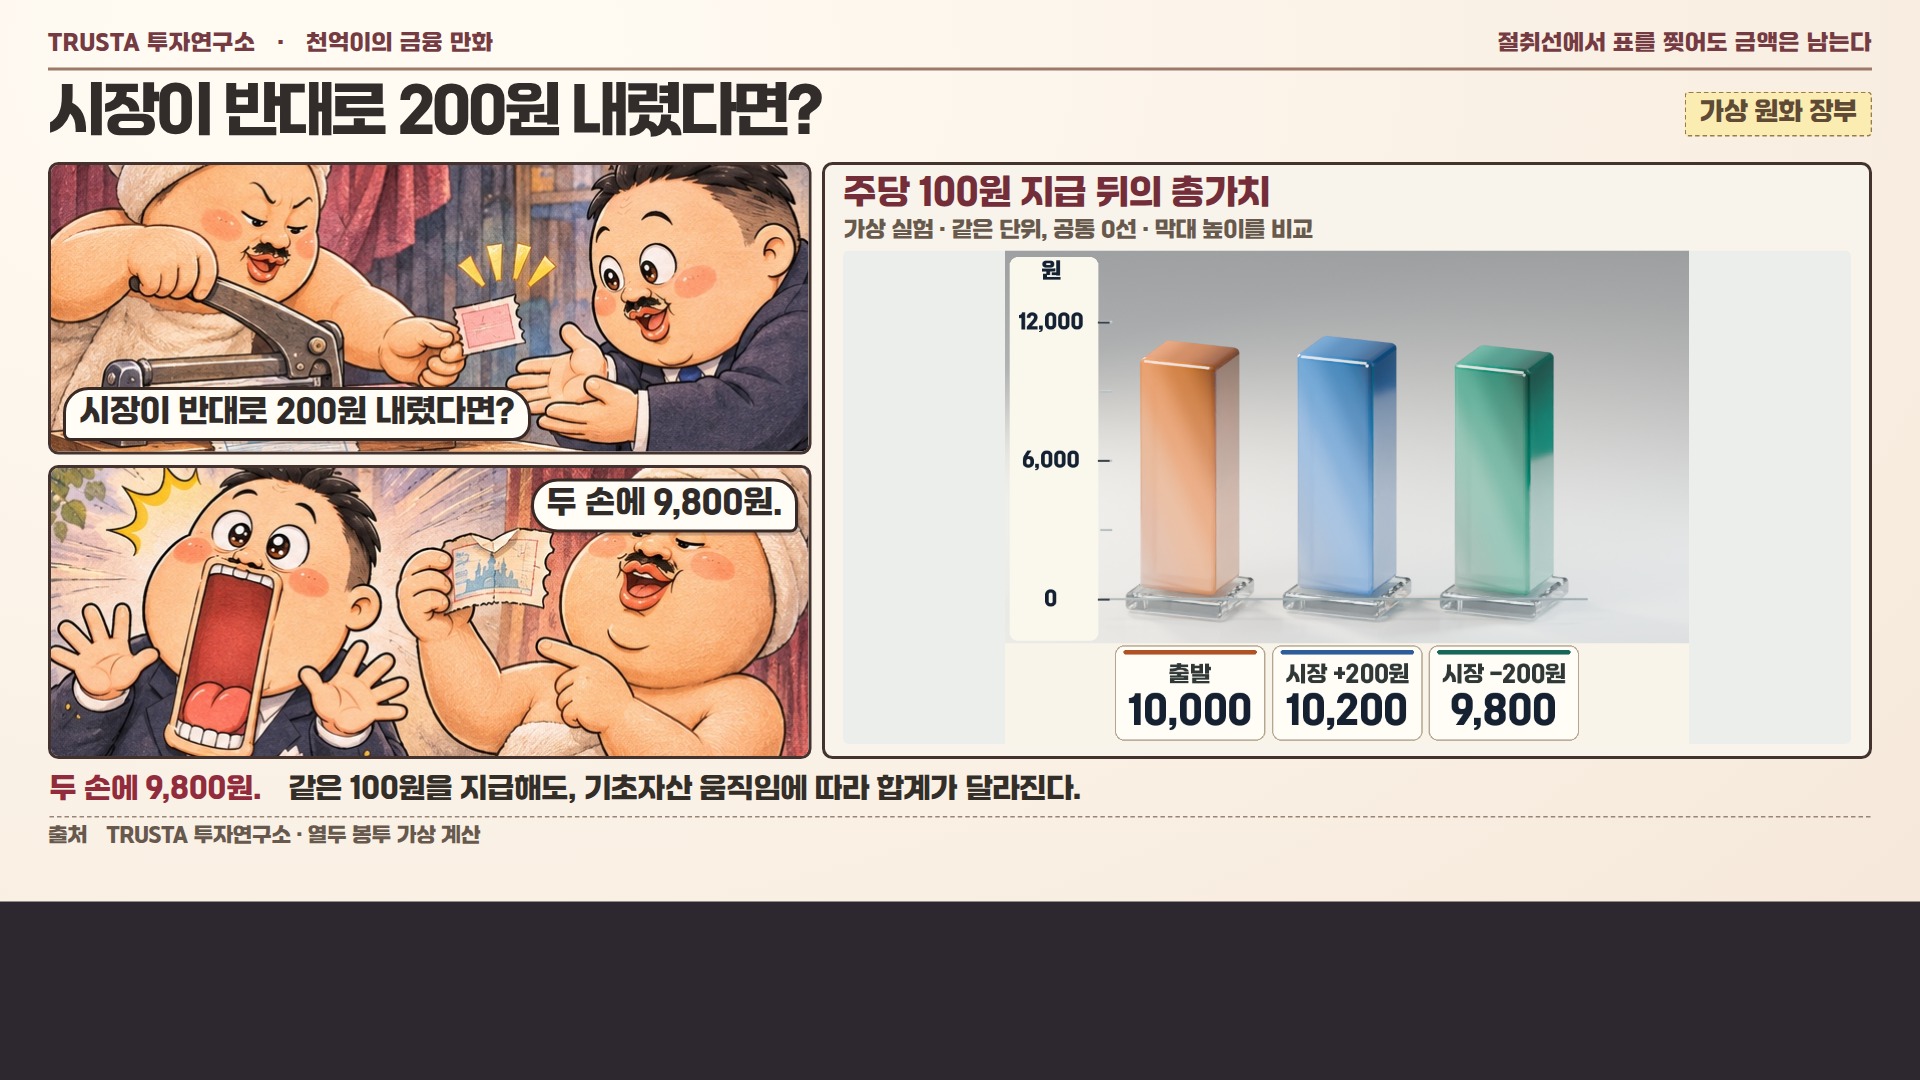 TRUSTA 투자연구소 · 천억이의 금융 만화
절취선에서 표를 찢어도 금액은 남는다
시장이 반대로 200원 내렸다면?
가상 원화 장부
시장이 반대로 200원 내렸다면?
두 손에 9,800원.
주당 100원 지급 뒤의 총가치
가상 실험 · 같은 단위, 공통 0선 · 막대 높이를 비교
원
12,000
6,000
0
출발
10,000
시장 +200원
10,200
시장 -200원
9,800
두 손에 9,800원. 같은 100원을 지급해도, 기초자산 움직임에 따라 합계가 달라진다.
출처 TRUSTA 투자연구소 · 열두 봉투 가상 계산